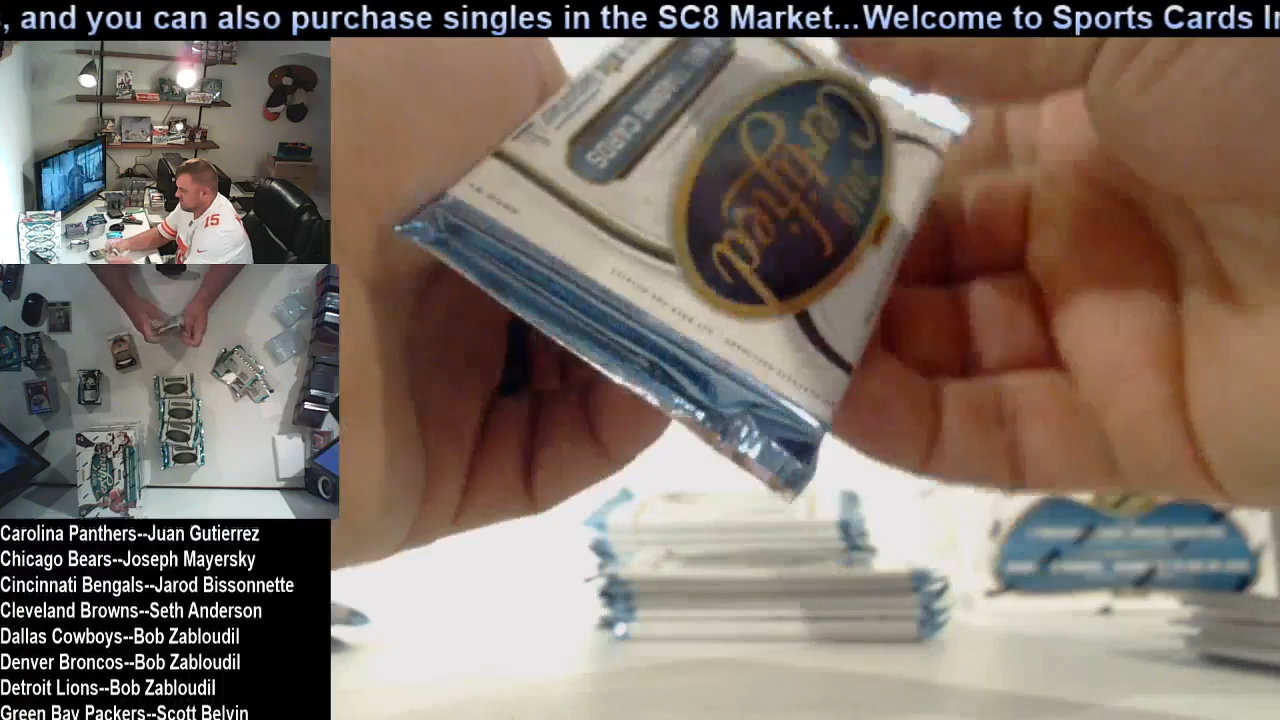 , and you can also purchase singles in the SC8 Market...Welcome to Sports Cards In
CARDS
Certified
15
Carolina Panthers--Juan Gutierrez
Chicago Bears--Joseph Mayersky
Cincinnati Bengals--Jarod Bissonnette
Cleveland Browns--Seth Anderson
Dallas Cowboys--Bob Zabloudil
Denver Broncos--Bob Zabloudil
Detroit Lions--Bob Zabloudil
Green Bay Packers--Scott Belvin